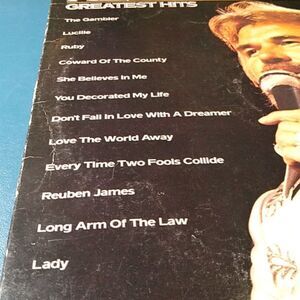 GREATEST HITS
The Gambler
Lucille
Ruby
Coward Of The County
She Believes In Me
You Decorated My Life
Don't Fall In Love With A Dreamer
Love The World Away
Every Time Two Fools Collide
Reuben James
Long Arm Of The Law
Lady